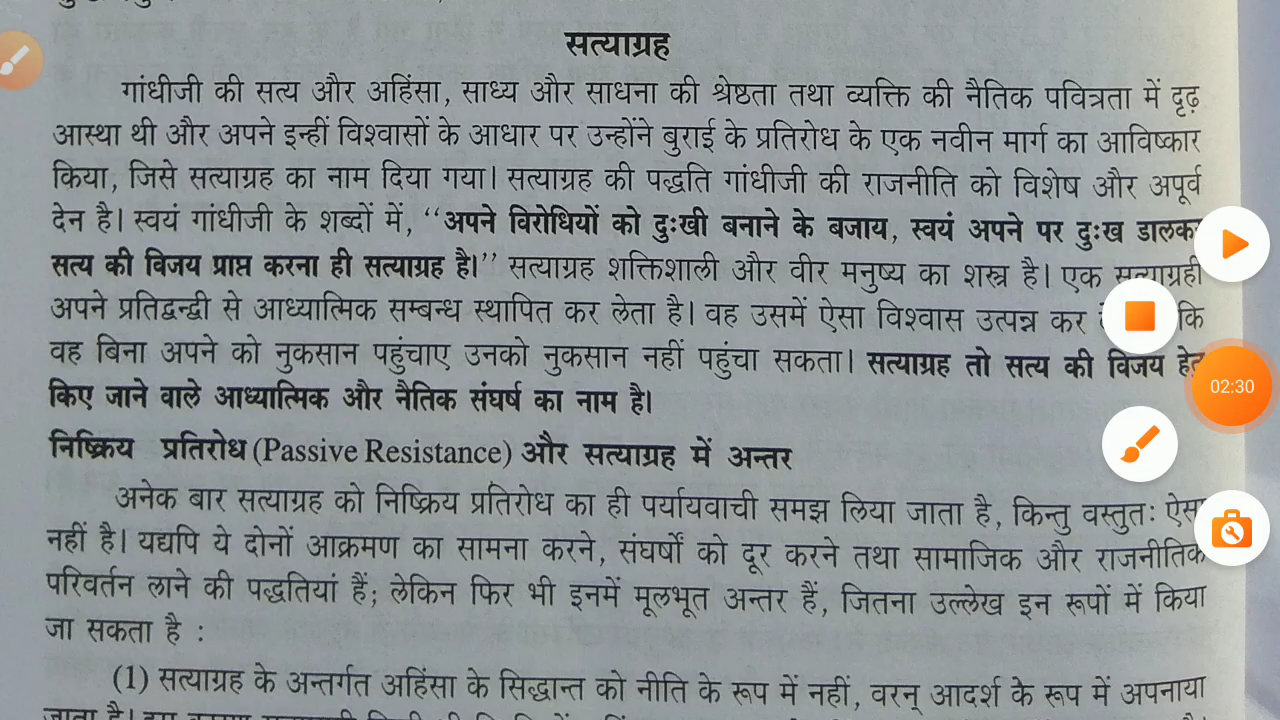 सत्याग्रह
गांधीजी की सत्य और अहिंसा, साध्य और साधना की श्रेष्ठता तथा व्यक्ति की नैतिक पवित्रता में दृढ़
आस्था थी और अपने इन्हीं विश्वासों के आधार पर उन्होंने बुराई के प्रतिरोध के एक नवीन मार्ग का आविष्कार
किया, जिसे सत्याग्रह का नाम दिया गया। सत्याग्रह की पद्धति गांधीजी की राजनीति को विशेष और अपूर्व
देन है। स्वयं गांधीजी के शब्दों में, ‘‘अपने विरोधियों को दुःखी बनाने के बजाय, स्वयं अपने पर दुःख डालकर
सत्य की विजय प्राप्त करना ही सत्याग्रह है।’’ सत्याग्रह शक्तिशाली और वीर मनुष्य का शस्त्र है। एक सत्याग्रही
अपने प्रतिद्वन्द्वी से आध्यात्मिक सम्बन्ध स्थापित कर लेता है। वह उसमें ऐसा विश्वास उत्पन्न कर कि
वह बिना अपने को नुकसान पहुंचाए उनको नुकसान नहीं पहुंचा सकता। सत्याग्रह तो सत्य की विजय हेतु
किए जाने वाले आध्यात्मिक और नैतिक संघर्ष का नाम है।
02:30
निष्क्रिय प्रतिरोध (Passive Resistance) और सत्याग्रह में अन्तर
अनेक बार सत्याग्रह को निष्क्रिय प्रतिरोध का ही पर्यायवाची समझ लिया जाता है, किन्तु वस्तुतः ऐसा
नहीं है। यद्यपि ये दोनों आक्रमण का सामना करने, संघर्षों को दूर करने तथा सामाजिक और राजनीतिक
परिवर्तन लाने की पद्धतियां हैं; लेकिन फिर भी इनमें मूलभूत अन्तर हैं, जितना उल्लेख इन रूपों में किया
जा सकता है :
(1) सत्याग्रह के अन्तर्गत अहिंसा के सिद्धान्त को नीति के रूप में नहीं, वरन् आदर्श के रूप में अपनाया
जाता है।